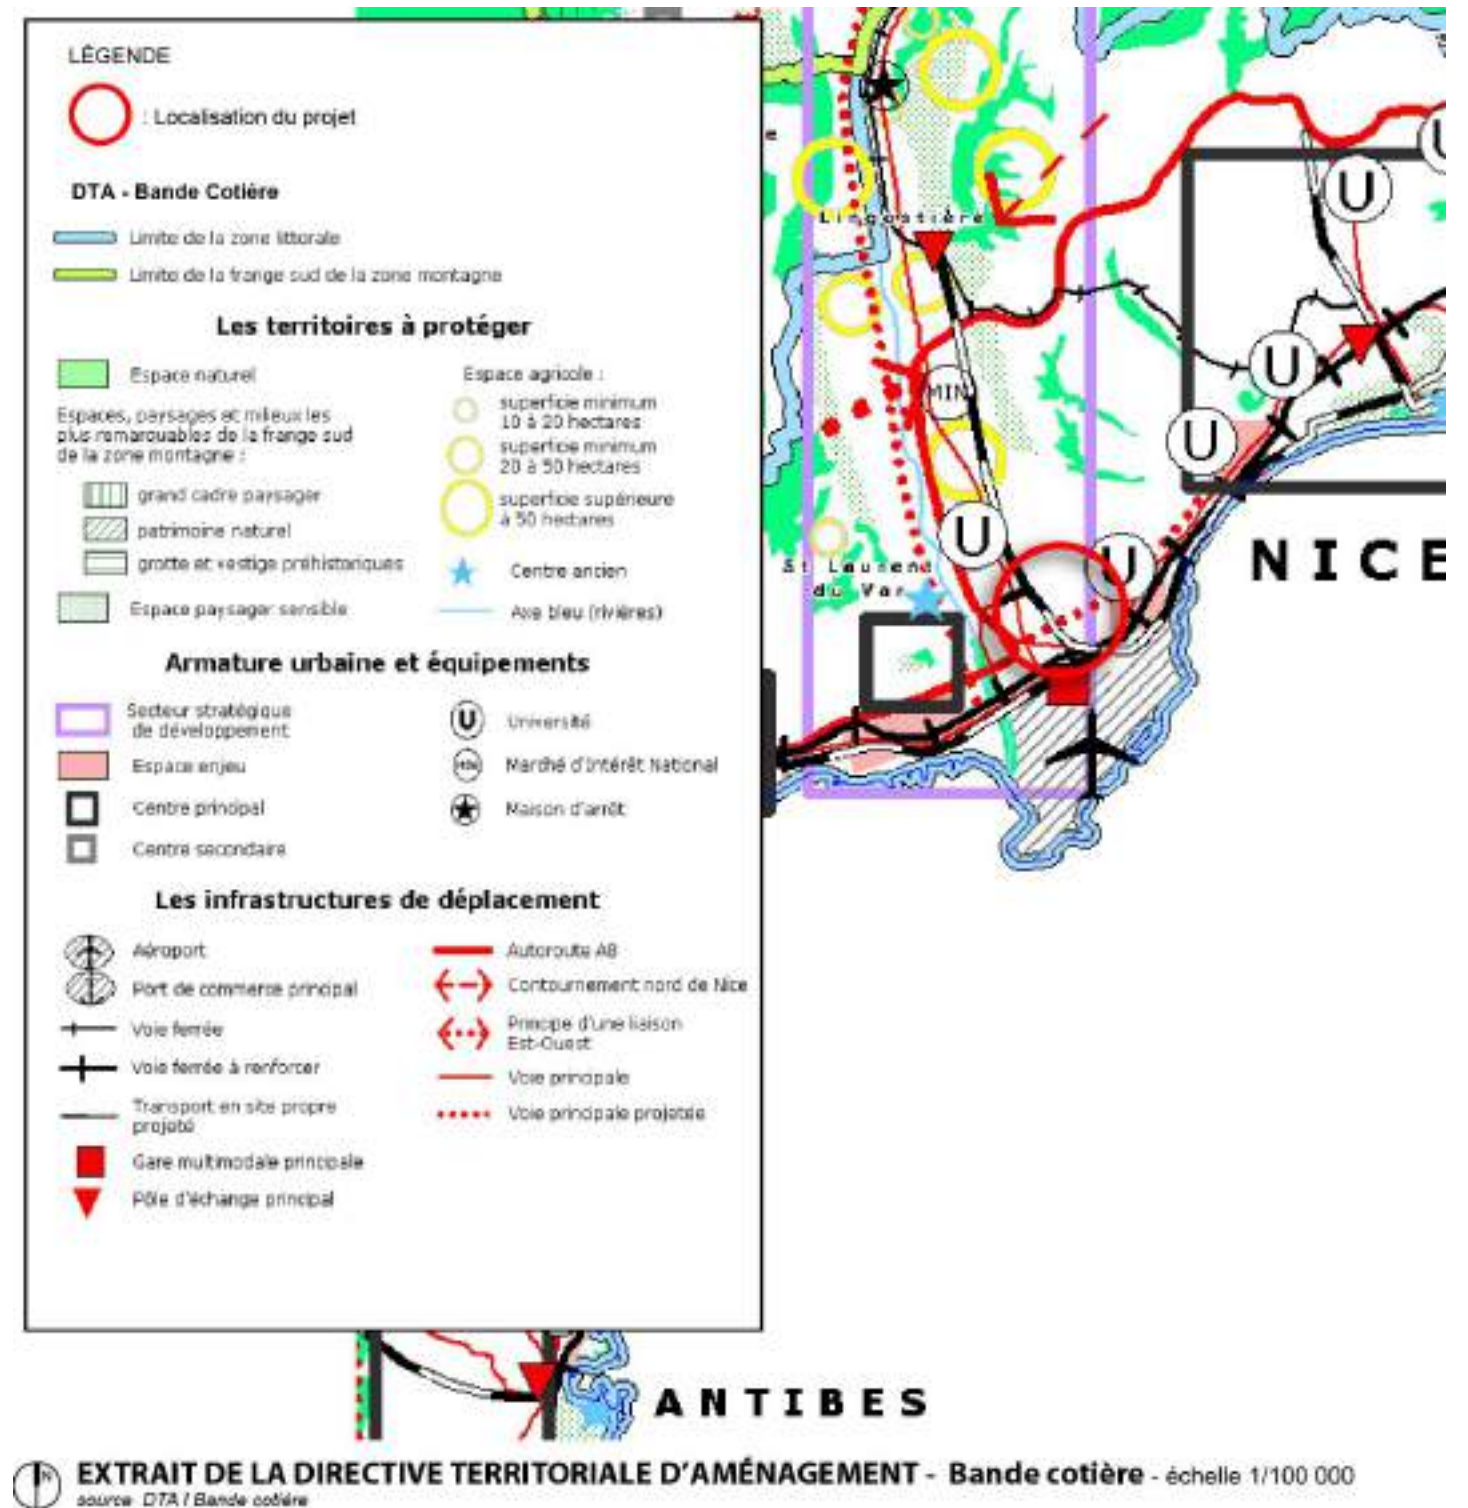 LÉGENDE
: Localisation du projet
DTA - Bande Cotière
Limite de la zone littorale
Limite de la frange sud de la zone montagne
Les territoires à protéger
Espace naturel
Espaces, paysages et milieux les
plus remarquables de la frange sud
de la zone montagne :
grand cadre paysager
patrimoine naturel
grotte et vestige préhistoriques
Espace paysager sensible
Espace agricole :
superficie minimum
10 à 20 hectares
superficie minimum
20 à 50 hectares
superficie supérieure
à 50 hectares
Centre ancien
Axe bleu (rivières)
Armature urbaine et équipements
Secteur stratégique
de développement
Espace enjeu
Centre principal
Centre secondaire
U Université
Marché d'Intérêt National
Maison d'arrêt
Les infrastructures de déplacement
Aéroport
Port de commerce principal
Voie ferrée
Voie ferrée à renforcer
Transport en site propre
projeté
Gare multimodale principale
Pôle d'échange principal
Autoroute A8
Contournement nord de Nice
Principe d'une liaison
Est-Ouest
Voie principale
Voie principale projetée
Lingostière
MIN
U
U
U
U
U
U
St Laurent
du Var
NICE
ANTIBES
N
EXTRAIT DE LA DIRECTIVE TERRITORIALE D'AMÉNAGEMENT - Bande cotière - échelle 1/100 000
source DTA / Bande cotière